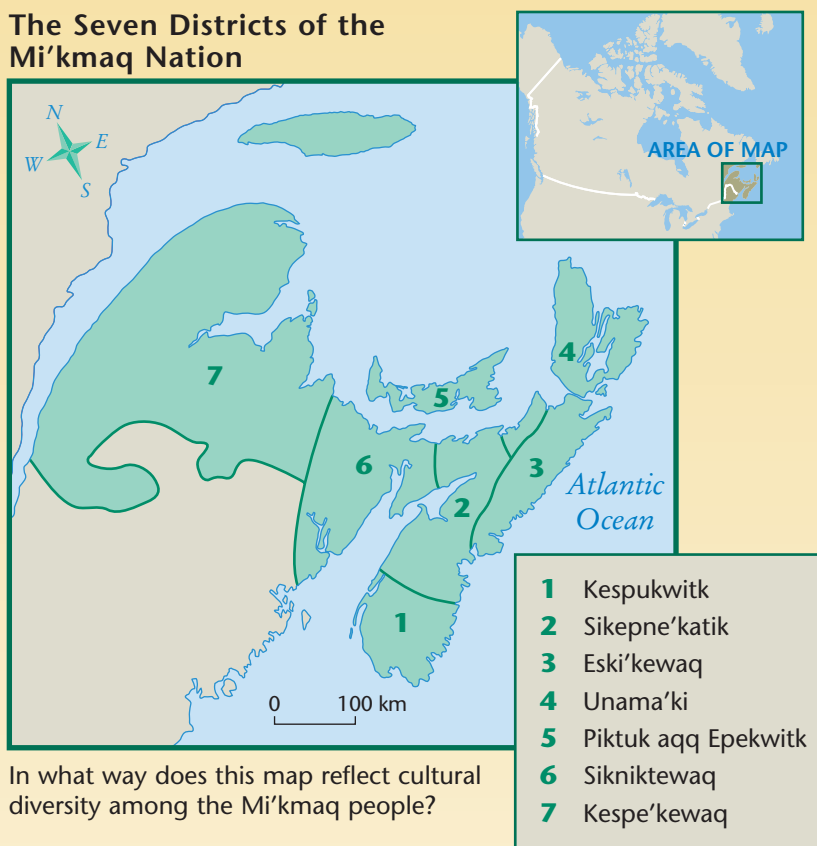 The Seven Districts of the
Mi’kmaq Nation
N
E
W
S
AREA OF MAP
7
4
5
6
3
2
1
Atlantic
Ocean
0 100 km
1 Kespukwitk
2 Sikepne’katik
3 Eski’kewaq
4 Unama’ki
5 Piktuk aqq Epekwitk
6 Sikniktewaq
7 Kespe’kewaq
In what way does this map reflect cultural
diversity among the Mi’kmaq people?